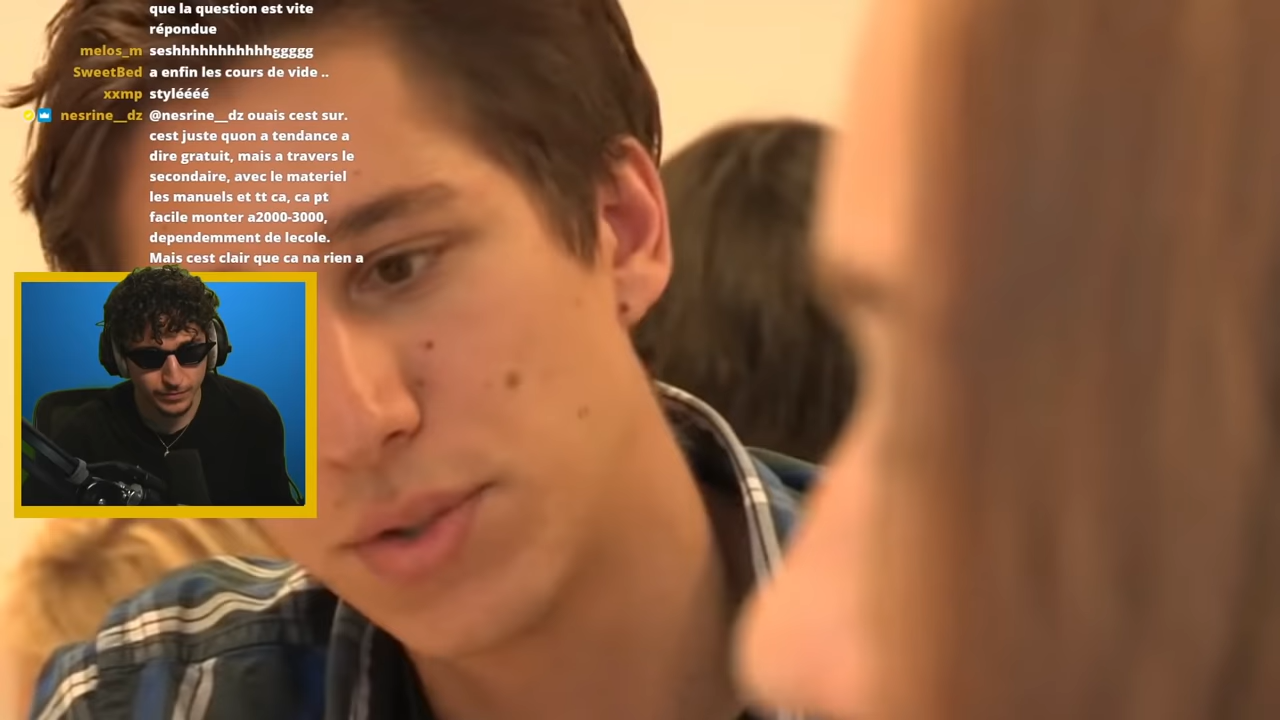 que la question est vite
répondue
melos_m seshhhhhhhhhhhggggg
SweetBed a enfin les cours de vide ..
xxmp styléééé
nesrine__dz @nesrine__dz ouais cest sur.
cest juste quon a tendance a
dire gratuit, mais a travers le
secondaire, avec le materiel
les manuels et tt ca, ca pt
facile monter a2000-3000,
dependemment de lecole.
Mais cest clair que ca na rien a